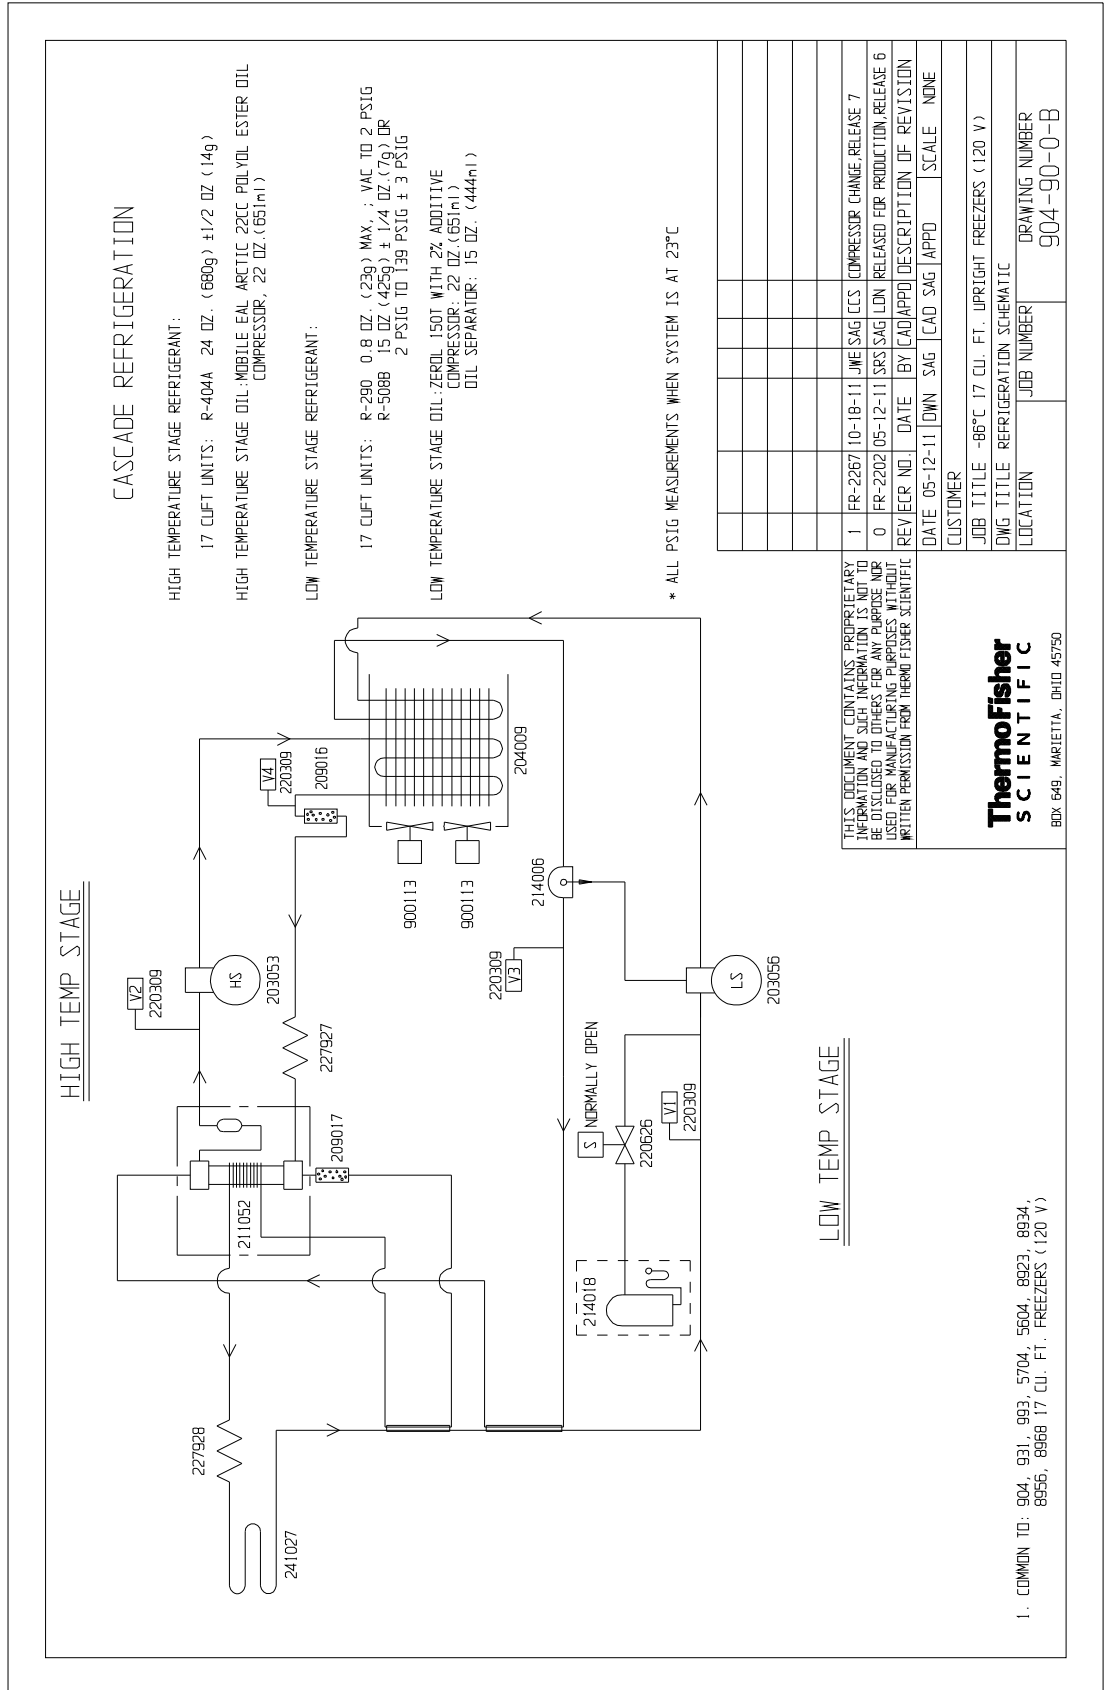 CASCADE REFRIGERATION
HIGH TEMPERATURE STAGE REFRIGERANT:
17 CUFT UNITS: R-404A 24 OZ. (680g) ±1/2 OZ (14g)
HIGH TEMPERATURE STAGE OIL:MOBILE EAL ARCTIC 22CC POLYOL ESTER OIL
COMPRESSOR, 22 OZ.(651ml)
LOW TEMPERATURE STAGE REFRIGERANT:
17 CUFT UNITS: R-290 0.8 OZ. (23g) MAX, ; VAC TO 2 PSIG
R-508B 15 OZ (425g) ± 1/4 OZ.(7g) OR
2 PSIG TO 139 PSIG ± 3 PSIG
LOW TEMPERATURE STAGE OIL:ZEROL 150T WITH 2% ADDITIVE
COMPRESSOR: 22 OZ.(651ml)
OIL SEPARATOR: 15 OZ. (444ml)
* ALL PSIG MEASUREMENTS WHEN SYSTEM IS AT 23°C
HIGH TEMP STAGE
V2
220309
HS
203053
V4
220309
209016
227927
209017
211052
204009
900113
900113
214006
220309
V3
227928
241027
S NORMALLY OPEN
220626
214018
V1
220309
LS
203056
LOW TEMP STAGE
1. COMMON TO: 904, 931, 993, 5704, 5604, 8923, 8934,
8956, 8968 17 CU. FT. FREEZERS (120 V)
THIS DOCUMENT CONTAINS PROPRIETARY
INFORMATION AND SUCH INFORMATION IS NOT TO
BE DISCLOSED TO OTHERS FOR ANY PURPOSE NOR
USED FOR MANUFACTURING PURPOSES WITHOUT
WRITTEN PERMISSION FROM THERMO FISHER SCIENTIFIC
ThermoFisher
SCIENTIFIC
BOX 649, MARIETTA, OHIO 45750
1 FR-2267 10-18-11 JWE SAG CCS COMPRESSOR CHANGE,RELEASE 7
0 FR-2202 05-12-11 SRS SAG LDN RELEASED FOR PRODUCTION,RELEASE 6
REV ECR NO. DATE BY CAD APPD DESCRIPTION OF REVISION
DATE 05-12-11 DWN SAG CAD SAG APPD SCALE NONE
CUSTOMER
JOB TITLE -86°C 17 CU. FT. UPRIGHT FREEZERS (120 V)
DWG TITLE REFRIGERATION SCHEMATIC
LOCATION JOB NUMBER DRAWING NUMBER
904-90-0-B